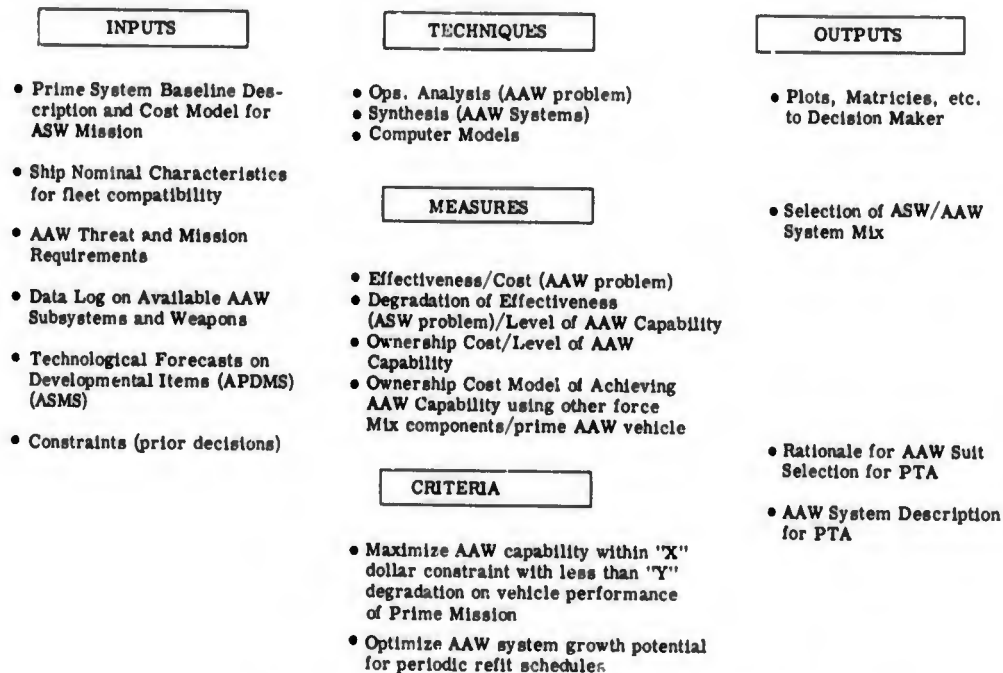 INPUTS
• Prime System Baseline Des-
cription and Cost Model for
ASW Mission
• Ship Nominal Characteristics
for fleet compatibility
• AAW Threat and Mission
Requirements
• Data Log on Available AAW
Subsystems and Weapons
• Technological Forecasts on
Developmental Items (APDMS)
(ASMS)
• Constraints (prior decisions)
TECHNIQUES
• Ops. Analysis (AAW problem)
• Synthesis (AAW Systems)
• Computer Models
MEASURES
• Effectiveness/Cost (AAW problem)
• Degradation of Effectiveness
(ASW problem)/Level of AAW Capability
• Ownership Cost/Level of AAW
Capability
• Ownership Cost Model of Achieving
AAW Capability using other force
Mix components/prime AAW vehicle
CRITERIA
• Maximize AAW capability within "X"
dollar constraint with less than "Y"
degradation on vehicle performance
of Prime Mission
• Optimize AAW system growth potential
for periodic refit schedules
OUTPUTS
• Plots, Matricies, etc.
to Decision Maker
• Selection of ASW/AAW
System Mix
• Rationale for AAW Suit
Selection for PTA
• AAW System Description
for PTA